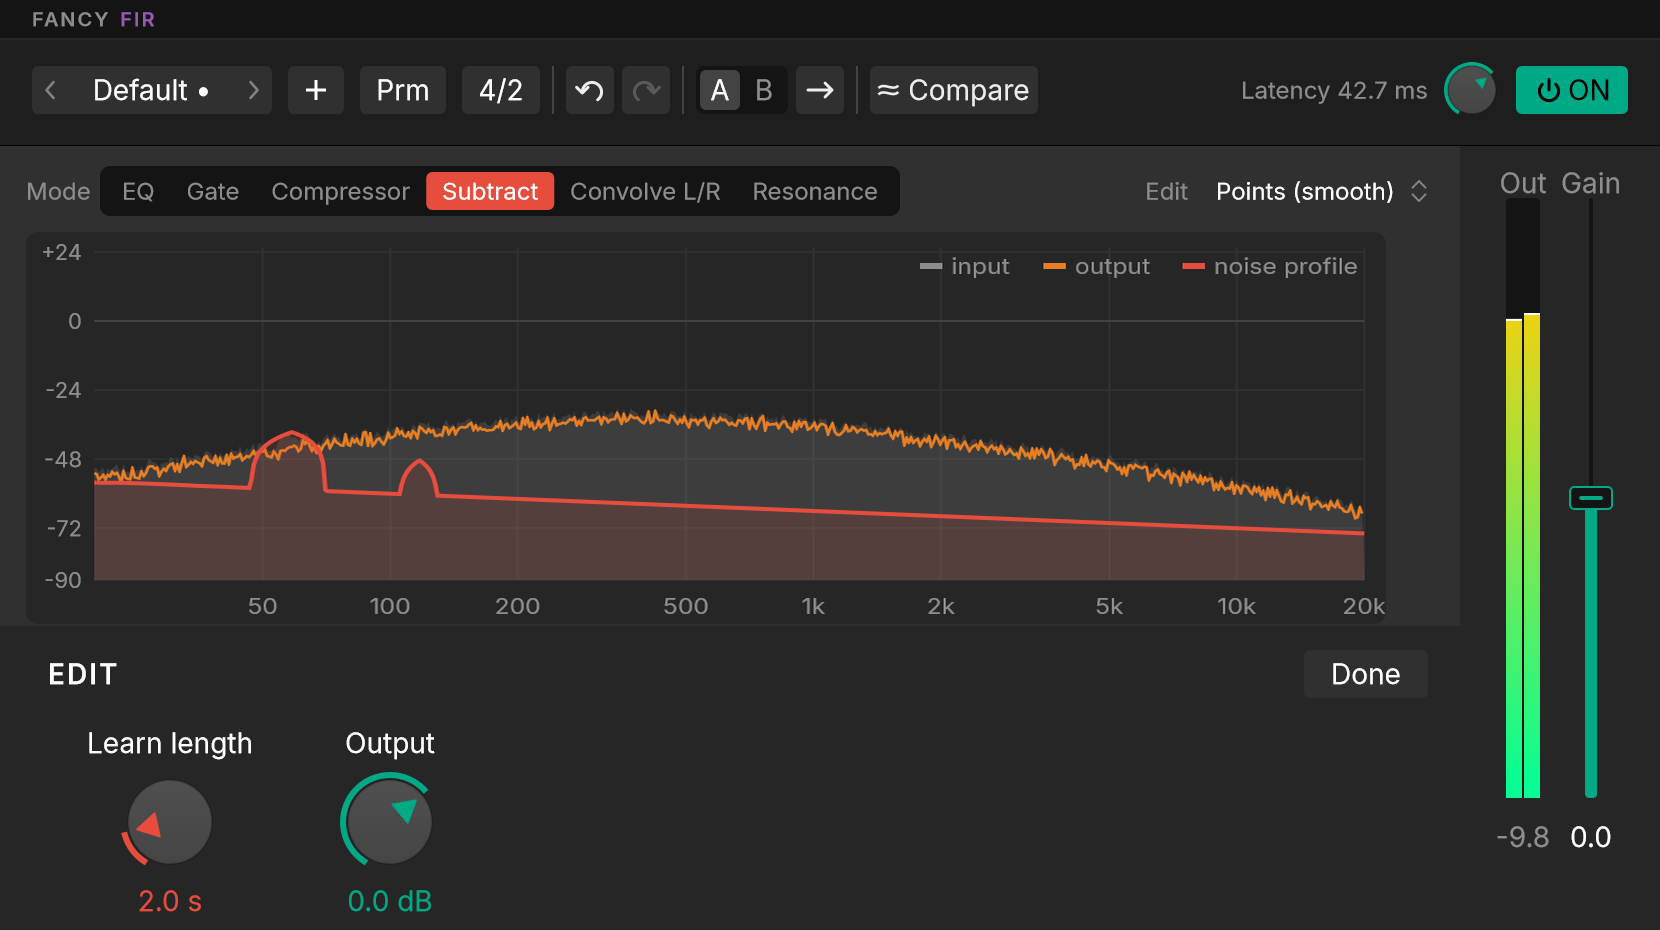 FANCY FIR
Default • + Prm 4/2 A B → ≈ Compare Latency 42.7 ms ON
Mode EQ Gate Compressor Subtract Convolve L/R Resonance Edit Points (smooth) Out Gain
+24
input output noise profile
0
-24
-48
-72
-90
50 100 200 500 1k 2k 5k 10k 20k
EDIT Done
Learn length Output
-9.8 0.0
2.0 s 0.0 dB